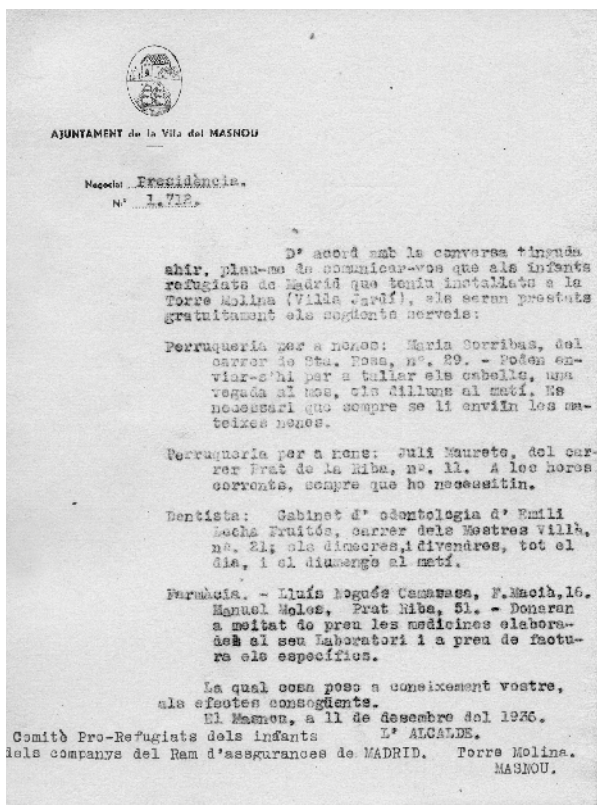 AJUNTAMENT de la Vila del MASNOU
Negociat Presidència.
N.º 1.712.
D' acord amb la conversa tinguda
ahir, plau-me de comunicar-vos que als infants
refugiats de Madrid que teniu instal·lats a la
Torre Molina (Villa Jardí), els seran prestats
gratuitament els següents serveis:
Perruqueria per a nenes: Maria Sorribas, del
carrer de Sta. Rosa, nº. 29. - Poden en-
viar-s'hi per a tallar els cabells, una
vegada al mes, els dilluns al matí. Es
necessari que sempre se li enviïn les ma-
teixes nenes.
Perruqueria per a nens: Juli Maurets, del car-
rer Prat de la Riba, nº. 11. A les hores
corrents, sempre que ho necessitin.
Dentista: Gabinet d' odontologia d' Emili
Lecha Fruitós, carrer dels Mestres Villà,
nº. 21; els dimecres,i divendres, tot el
dia, i el diumenge al matí.
Farmàcia. - Lluís Nogués Camarasa, F.Macià,16.
Manuel Moles, Prat Riba, 51. - Donaran
a meitat de preu les medicines elabora-
des al seu Laboratori i a preu de factu-
ra els específics.
La qual cosa poso a coneixement vostre,
als efectes consegüents.
El Masnou, a 11 de desembre del 1936.
L' ALCALDE.
Comitè Pro-Refugiats dels infants
dels companys del Ram d'assgurances de MADRID. Torre Molina.
MASNOU.